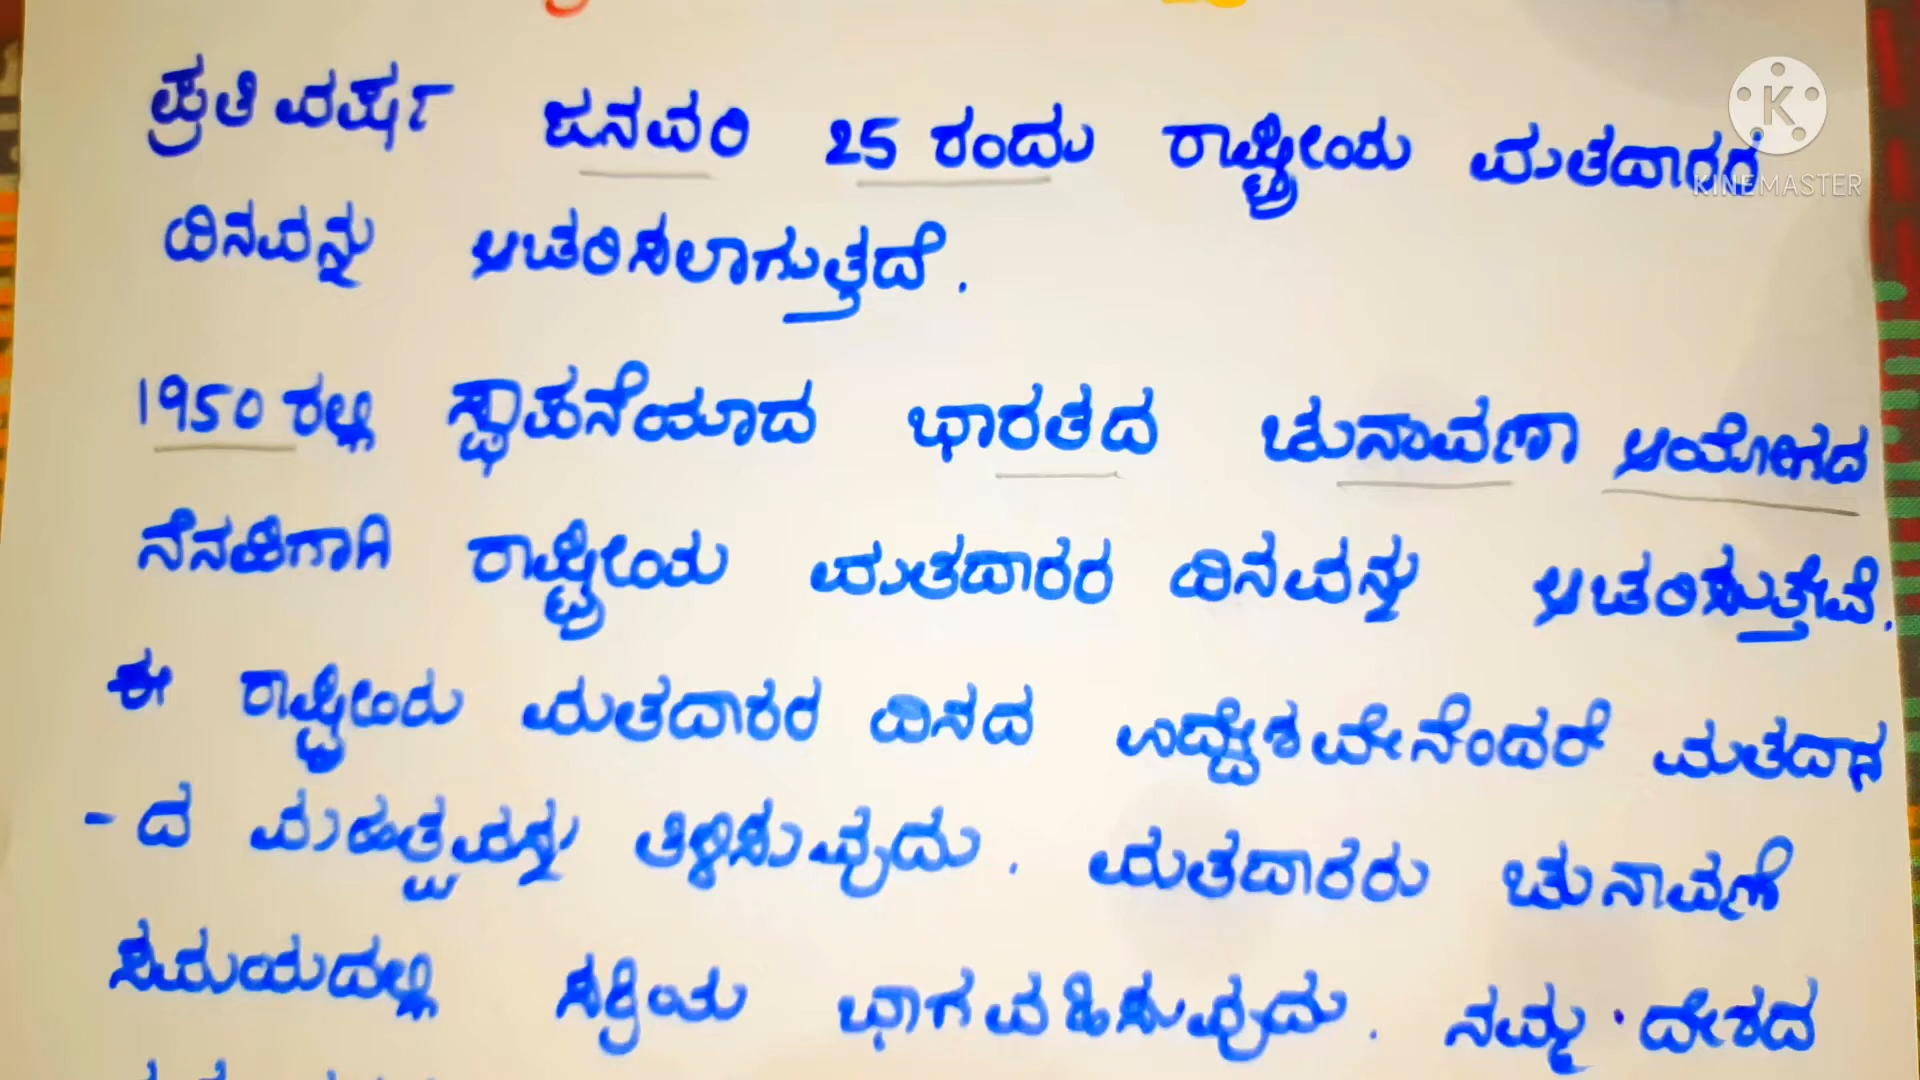 ಪ್ರತಿ ವರ್ಷ ಜನವರಿ 25 ರಂದು ರಾಷ್ಟ್ರೀಯ ಮತದಾರರ
ದಿನವನ್ನು ಆಚರಿಸಲಾಗುತ್ತದೆ.
1950 ರಲ್ಲಿ ಸ್ಥಾಪನೆಯಾದ ಭಾರತದ ಚುನಾವಣಾ ಆಯೋಗದ
ನೆನಪಿಗಾಗಿ ರಾಷ್ಟ್ರೀಯ ಮತದಾರರ ದಿನವನ್ನು ಆಚರಿಸುತ್ತೇವೆ.
ಈ ರಾಷ್ಟ್ರೀಯ ಮತದಾರರ ದಿನದ ಉದ್ದೇಶವೇನೆಂದರೆ ಮತದಾನ
- ದ ಮಹತ್ವವನ್ನು ತಿಳಿಸುವುದು. ಮತದಾರರು ಚುನಾವಣೆ
ಸಮಯದಲ್ಲಿ ಸಕ್ರಿಯ ಭಾಗವಹಿಸುವುದು. ನಮ್ಮ ದೇಶದ
K
KINEMASTER